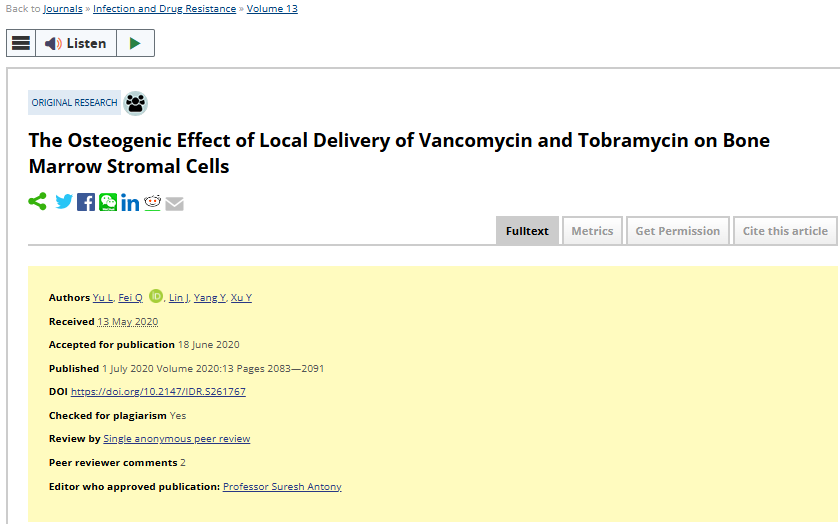 Back to Journals » Infection and Drug Resistance » Volume 13
Listen
ORIGINAL RESEARCH
The Osteogenic Effect of Local Delivery of Vancomycin and Tobramycin on Bone
Marrow Stromal Cells
Fulltext Metrics Get Permission Cite this article
Authors Yu L, Fei Q iD, Lin J, Yang Y, Xu Y
Received 13 May 2020
Accepted for publication 18 June 2020
Published 1 July 2020 Volume 2020:13 Pages 2083—2091
DOI https://doi.org/10.2147/IDR.S261767
Checked for plagiarism Yes
Review by Single anonymous peer review
Peer reviewer comments 2
Editor who approved publication: Professor Suresh Antony